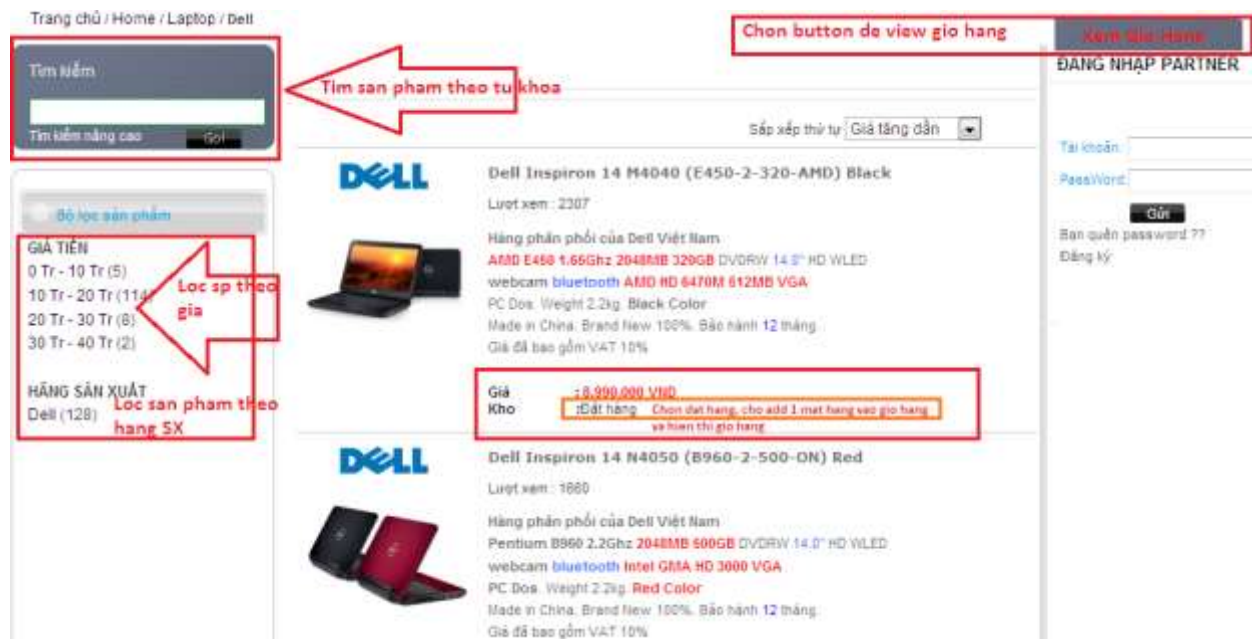 Trang chủ / Home / Laptop / Dell
Chon button de view gio hang
Xem Gio Hang
Tìm kiếm
Tim san pham theo tu khoa
Tìm kiếm nâng cao
Go!
ĐĂNG NHẬP PARTNER
Tài khoản:
PassWord:
Gửi
Bạn quên password ??
Đăng ký
Sắp xếp thứ tự
Giá tăng dần
Bộ lọc sản phẩm
GIÁ TIỀN
0 Tr - 10 Tr (5)
10 Tr - 20 Tr (114)
20 Tr - 30 Tr (6)
30 Tr - 40 Tr (2)
Loc sp theo
gia
HÃNG SẢN XUẤT
Dell (128)
Loc san pham theo
hang SX
DELL
Dell Inspiron 14 M4040 (E450-2-320-AMD) Black
Lượt xem : 2307
Hàng phân phối của Dell Việt Nam
AMD E450 1.65Ghz 2048MB 320GB DVDRW 14.0" HD WLED
webcam bluetooth AMD HD 6470M 512MB VGA
PC Dos. Weight 2.2kg. Black Color
Made in China. Brand New 100%. Bảo hành 12 tháng.
Giá đã bao gồm VAT 10%
Giá : 8,990,000 VND
Kho :Đặt hàng
Chon dat hang, cho add 1 mat hang vao gio hang
va hien thi gio hang
DELL
Dell Inspiron 14 N4050 (B960-2-500-ON) Red
Lượt xem : 1660
Hàng phân phối của Dell Việt Nam
Pentium B960 2.2Ghz 2048MB 500GB DVDRW 14.0" HD WLED
webcam bluetooth Intel GMA HD 3000 VGA
PC Dos. Weight 2.2kg. Red Color
Made in China. Brand New 100%. Bảo hành 12 tháng.
Giá đã bao gồm VAT 10%